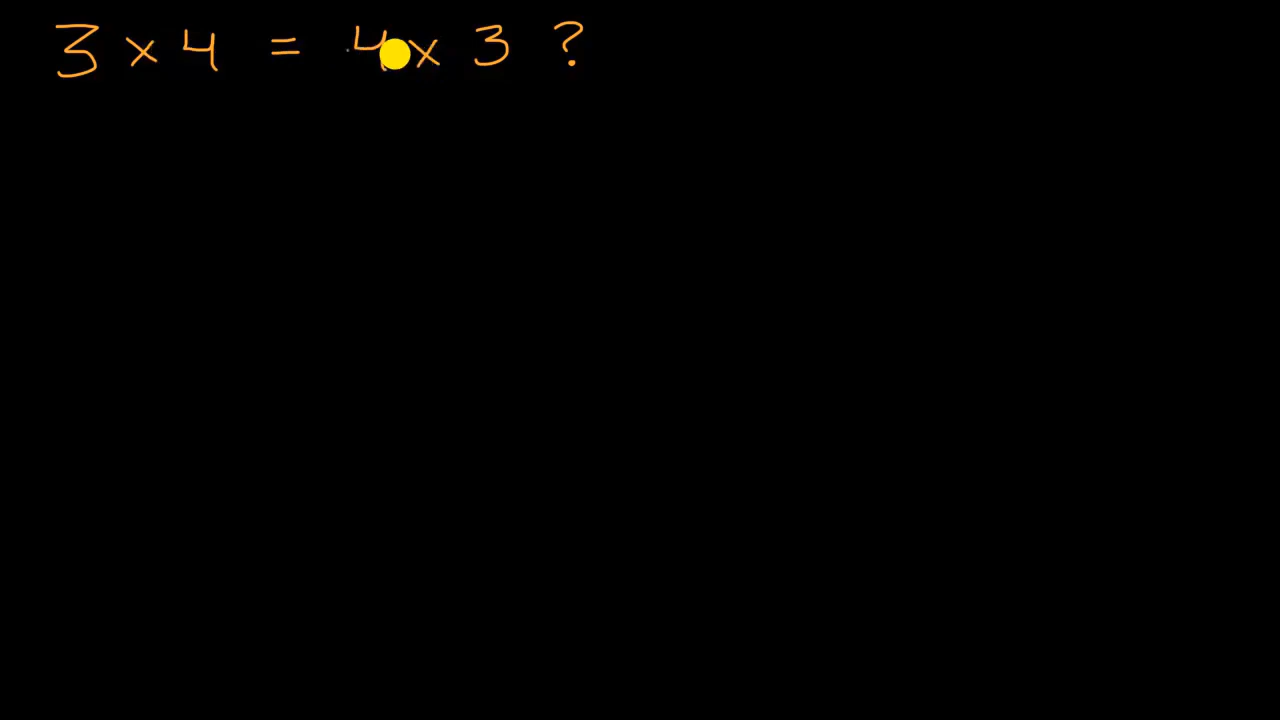 3 × 4 = 4 × 3 ?